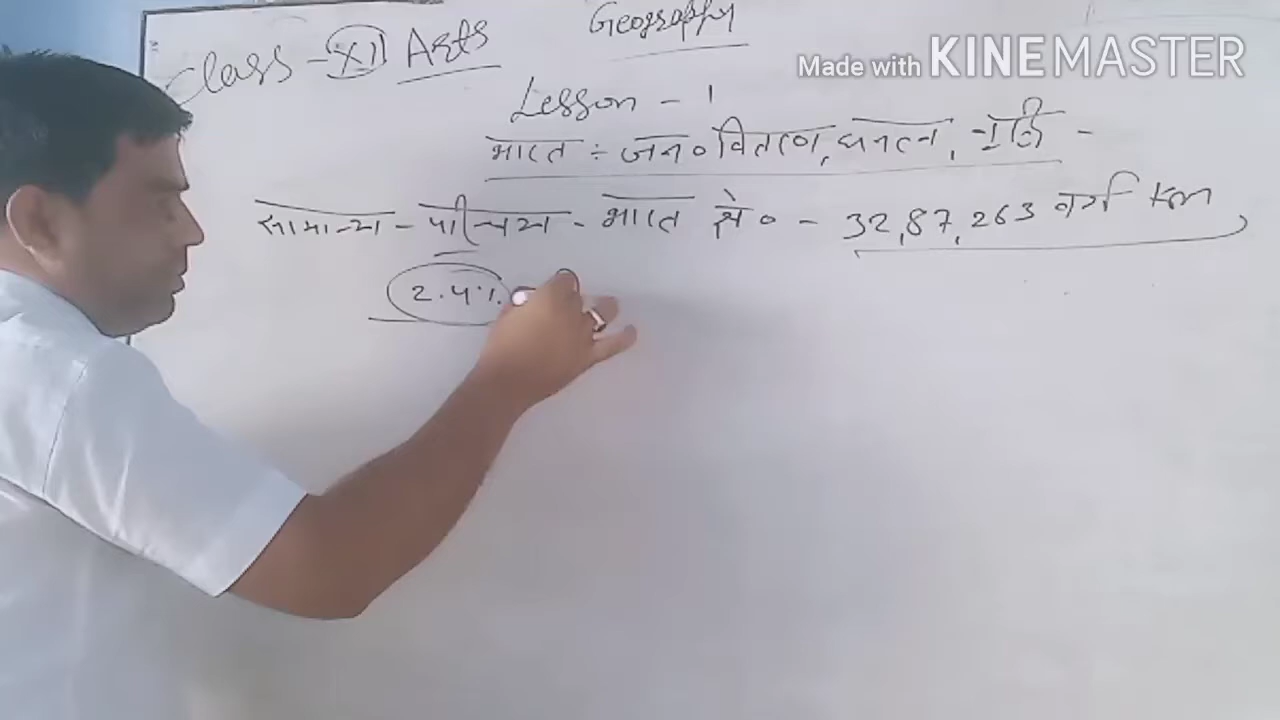 Geography
Made with KINEMASTER
Class - XII Arts
Lesson - 1
भारत ÷ जन० वितरण, घनत्व,
सामान्य - परिचय - भारत क्षे० - 32,87,263 वर्ग Km
2.4%